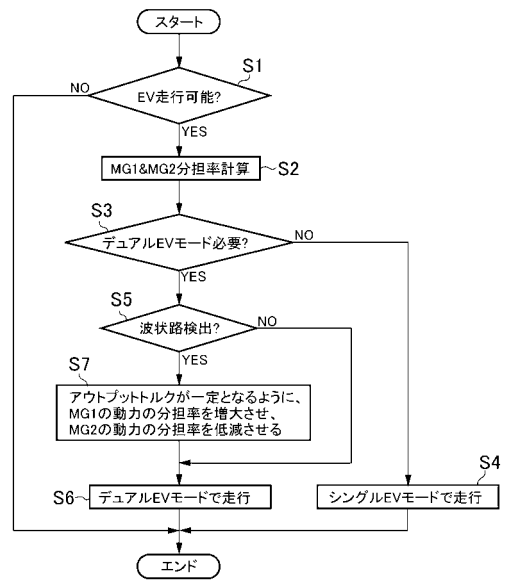 スタート
S1
EV走行可能?
NO
YES
MG1&MG2分担率計算
S2
S3
デュアルEVモード必要?
NO
YES
S5
波状路検出?
NO
YES
S7
アウトプットトルクが一定となるように、
MG1の動力の分担率を増大させ、
MG2の動力の分担率を低減させる
S6
デュアルEVモードで走行
S4
シングルEVモードで走行
エンド